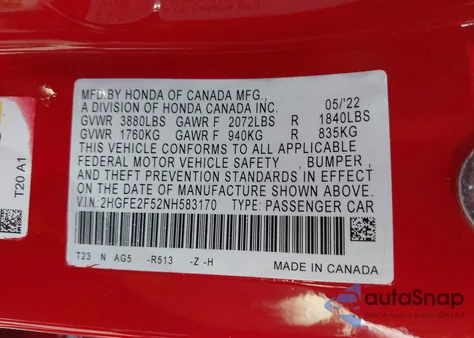 MFD.BY HONDA OF CANADA MFG.,
A DIVISION OF HONDA CANADA INC. 05/'22
GVWR 3880LBS GAWR F 2072LBS R 1840LBS
GVWR 1760KG GAWR F 940KG R 835KG
THIS VEHICLE CONFORMS TO ALL APPLICABLE
FEDERAL MOTOR VEHICLE SAFETY , BUMPER ,
AND THEFT PREVENTION STANDARDS IN EFFECT
ON THE DATE OF MANUFACTURE SHOWN ABOVE.
VIN: 2HGFE2F52NH583170 TYPE: PASSENGER CAR
T23 N AG5 -R513 -Z -H
MADE IN CANADA
T20 A1
autoSnap